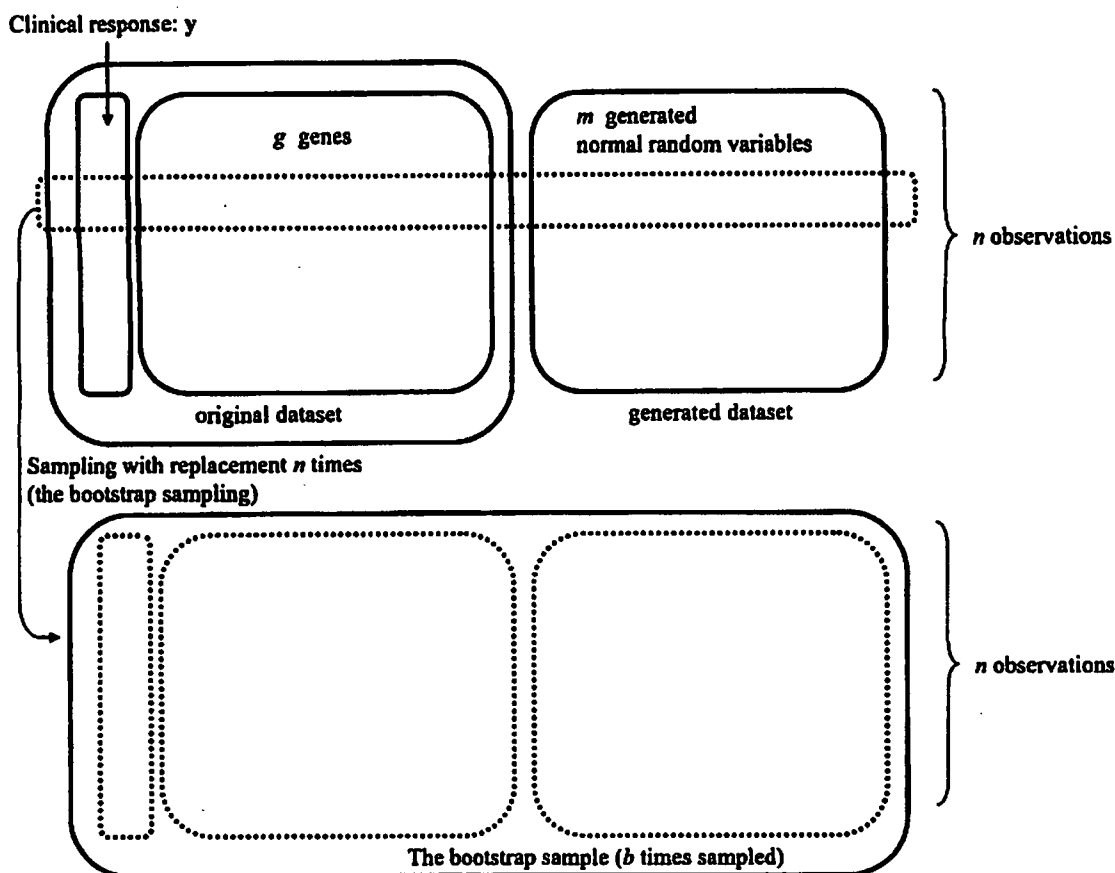 Clinical response: y
g genes
m generated
normal random variables
n observations
original dataset
generated dataset
Sampling with replacement n times
(the bootstrap sampling)
n observations
The bootstrap sample (b times sampled)